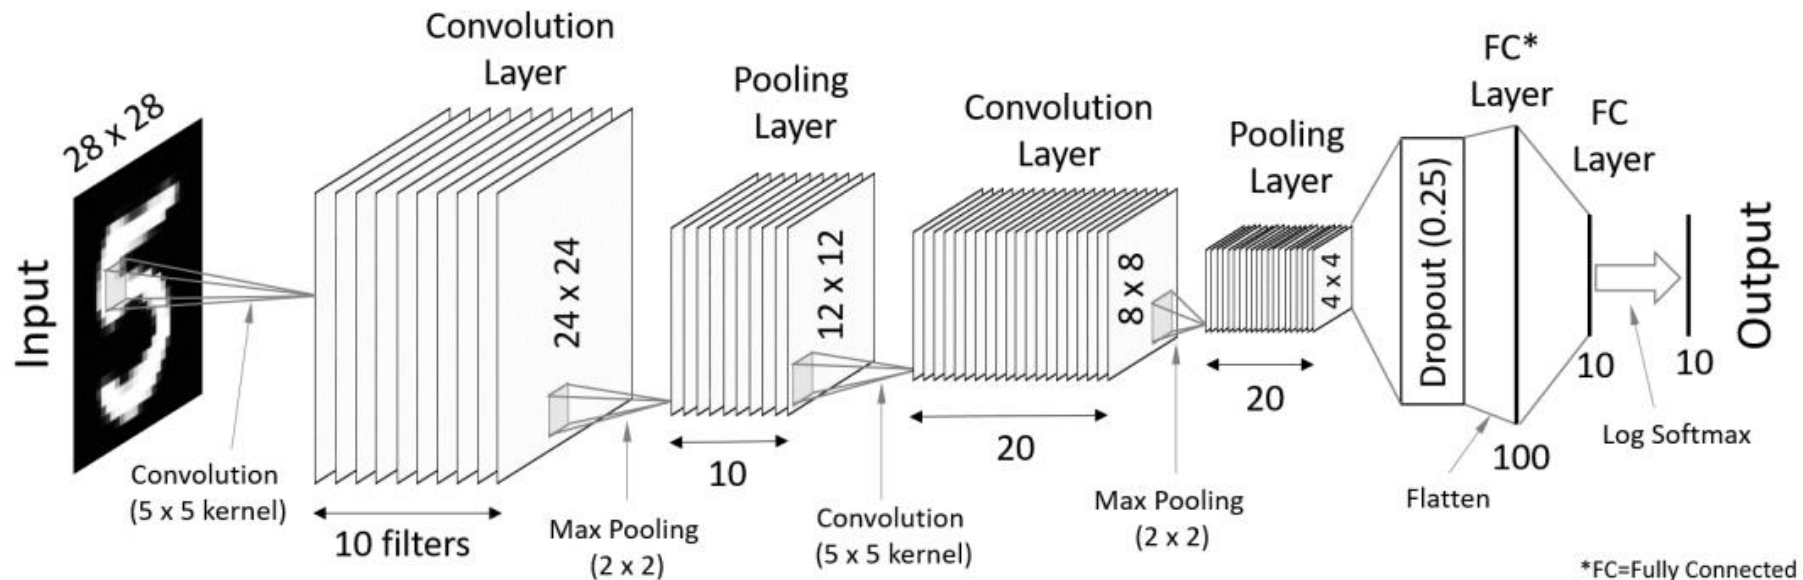 Input
28 x 28
Convolution
(5 x 5 kernel)
Convolution
Layer
24 x 24
10 filters
Max Pooling
(2 x 2)
Pooling
Layer
12 x 12
10
Convolution
(5 x 5 kernel)
Convolution
Layer
8 x 8
20
Max Pooling
(2 x 2)
Pooling
Layer
4 x 4
20
Dropout (0.25)
Flatten
FC*
Layer
100
FC
Layer
10
Log Softmax
10
Output
*FC=Fully Connected